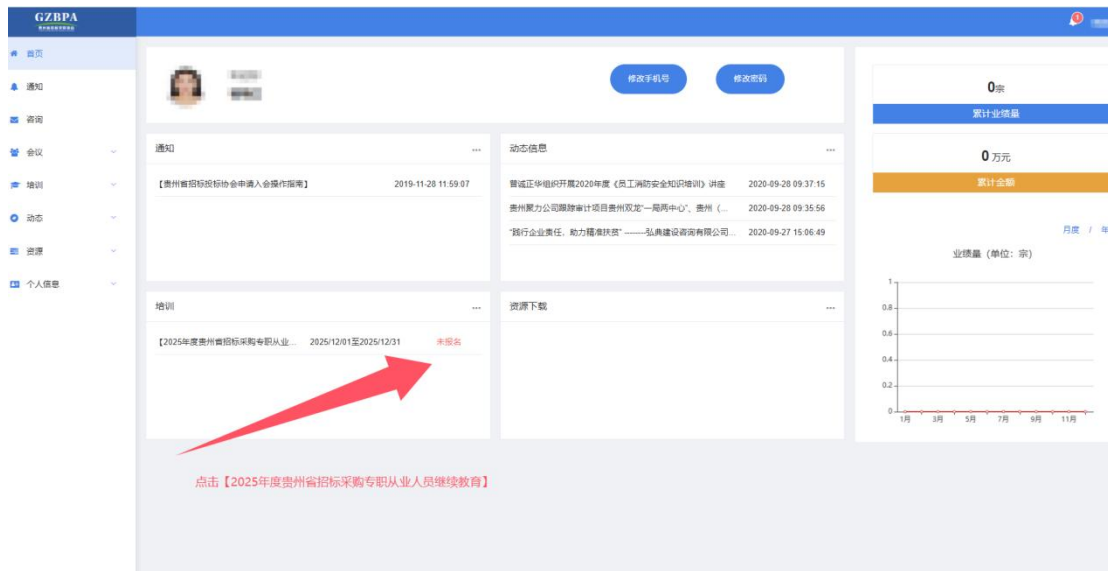 GZBPA
1
首页
通知
咨询
会议
培训
动态
资源
个人信息
修改手机号
修改密码
0宗
累计业绩量
0 万元
累计金额
月度 / 年
业绩量 (单位: 宗)
1
0.8
0.6
0.4
0.2
0
1月 3月 5月 7月 9月 11月
通知 ...
【贵州省招标投标协会申请入会操作指南】 2019-11-28 11:59:07
动态信息 ...
普诚正华组织开展2020年度《员工消防安全知识培训》讲座 2020-09-28 09:37:15
贵州聚力公司跟踪审计项目贵州双龙“一局两中心”、贵州（... 2020-09-28 09:35:56
“践行企业责任，助力精准扶贫” --------弘典建设咨询有限公司... 2020-09-27 15:06:49
培训 ...
【2025年度贵州省招标采购专职从业... 2025/12/01至2025/12/31 未报名
资源下载 ...
点击【2025年度贵州省招标采购专职从业人员继续教育】